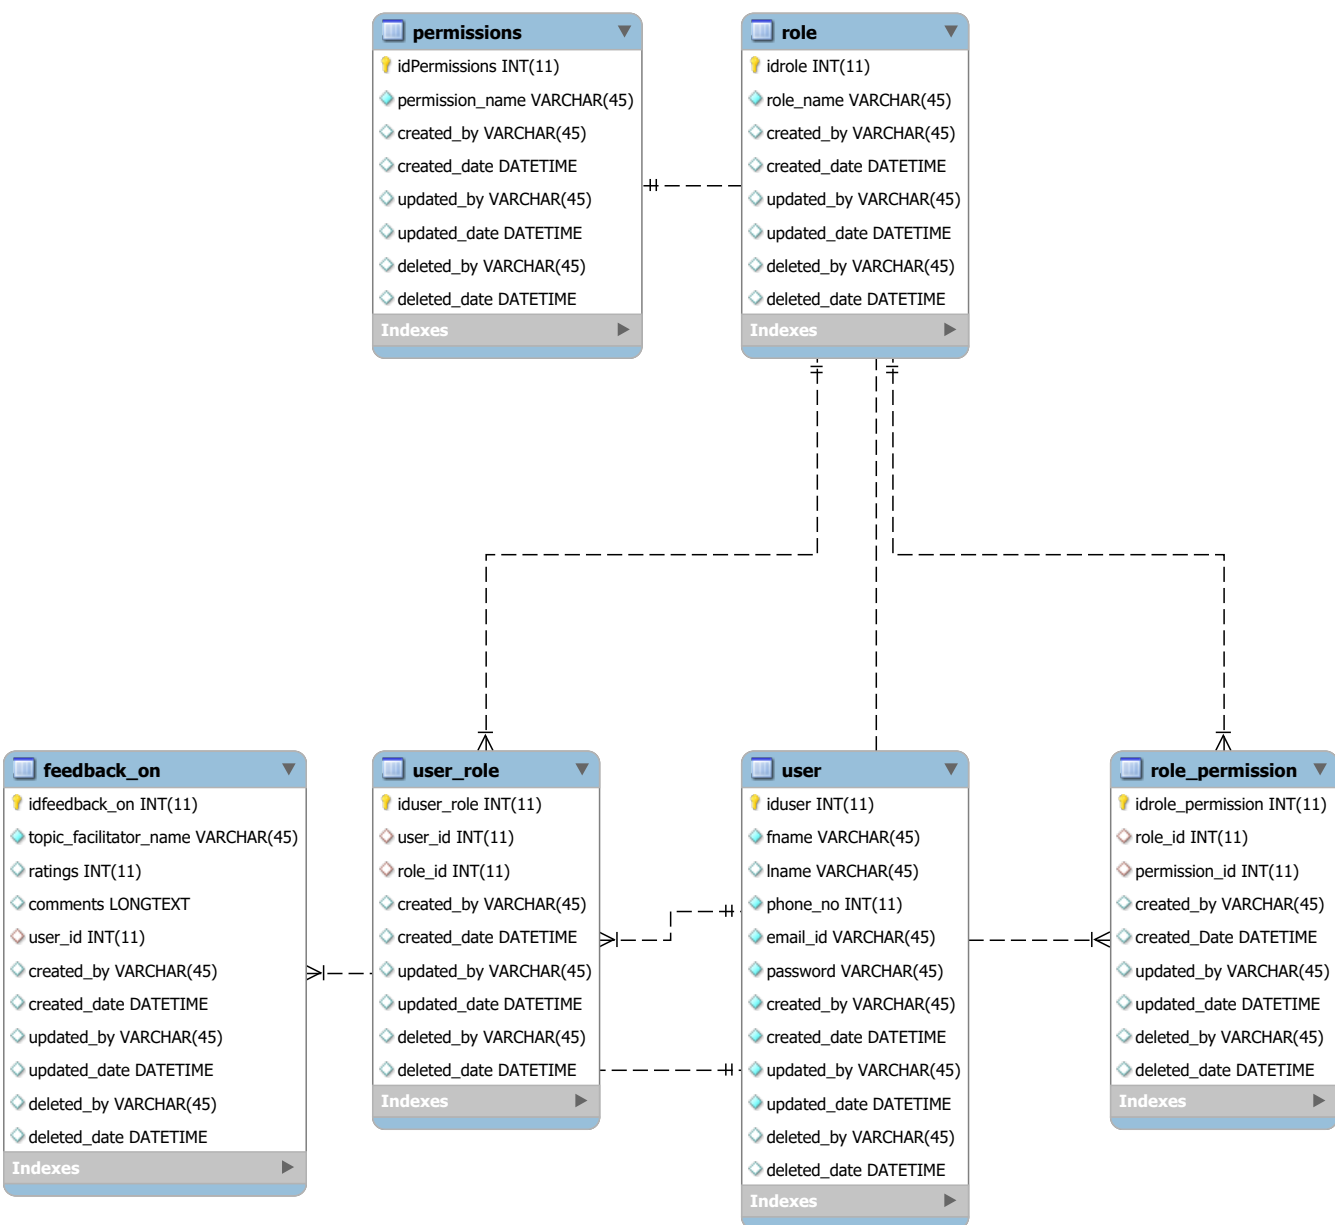 permissions
idPermissions INT(11)
permission_name VARCHAR(45)
created_by VARCHAR(45)
created_date DATETIME
updated_by VARCHAR(45)
updated_date DATETIME
deleted_by VARCHAR(45)
deleted_date DATETIME
Indexes
role
idrole INT(11)
role_name VARCHAR(45)
created_by VARCHAR(45)
created_date DATETIME
updated_by VARCHAR(45)
updated_date DATETIME
deleted_by VARCHAR(45)
deleted_date DATETIME
Indexes
feedback_on
idfeedback_on INT(11)
topic_facilitator_name VARCHAR(45)
ratings INT(11)
comments LONGTEXT
user_id INT(11)
created_by VARCHAR(45)
created_date DATETIME
updated_by VARCHAR(45)
updated_date DATETIME
deleted_by VARCHAR(45)
deleted_date DATETIME
Indexes
user_role
iduser_role INT(11)
user_id INT(11)
role_id INT(11)
created_by VARCHAR(45)
created_date DATETIME
updated_by VARCHAR(45)
updated_date DATETIME
deleted_by VARCHAR(45)
deleted_date DATETIME
Indexes
user
iduser INT(11)
fname VARCHAR(45)
lname VARCHAR(45)
phone_no INT(11)
email_id VARCHAR(45)
password VARCHAR(45)
created_by VARCHAR(45)
created_date DATETIME
updated_by VARCHAR(45)
updated_date DATETIME
deleted_by VARCHAR(45)
deleted_date DATETIME
Indexes
role_permission
idrole_permission INT(11)
role_id INT(11)
permission_id INT(11)
created_by VARCHAR(45)
created_Date DATETIME
updated_by VARCHAR(45)
updated_date DATETIME
deleted_by VARCHAR(45)
deleted_date DATETIME
Indexes